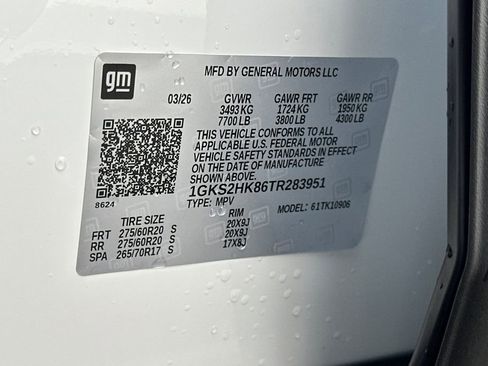 gm
MFD BY GENERAL MOTORS LLC
03/26 GVWR GAWR FRT GAWR RR
3493 KG 1724 KG 1950 KG
7700 LB 3800 LB 4300 LB
THIS VEHICLE CONFORMS TO ALL
APPLICABLE U.S. FEDERAL MOTOR
VEHICLE SAFETY STANDARDS IN EFFECT
ON THE DATE OF MANUFACTURE SHOWN ABOVE.
1GKS2HK86TR283951
8624
TYPE: MPV MODEL: 61TK10906
TIRE SIZE RIM
FRT 275/60R20 S 20X9J
RR 275/60R20 S 20X9J
SPA 265/70R17 S 17X8J